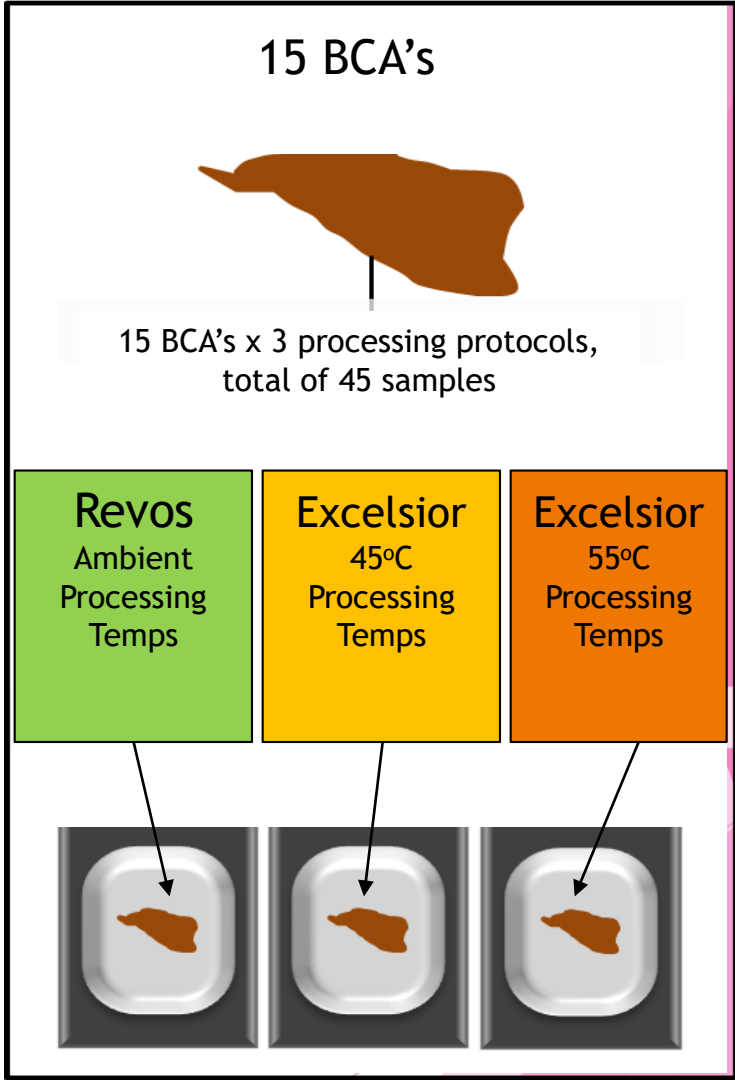 15 BCA’s
15 BCA’s x 3 processing protocols,
total of 45 samples
Revos
Ambient
Processing
Temps
Excelsior
45ºC
Processing
Temps
Excelsior
55ºC
Processing
Temps